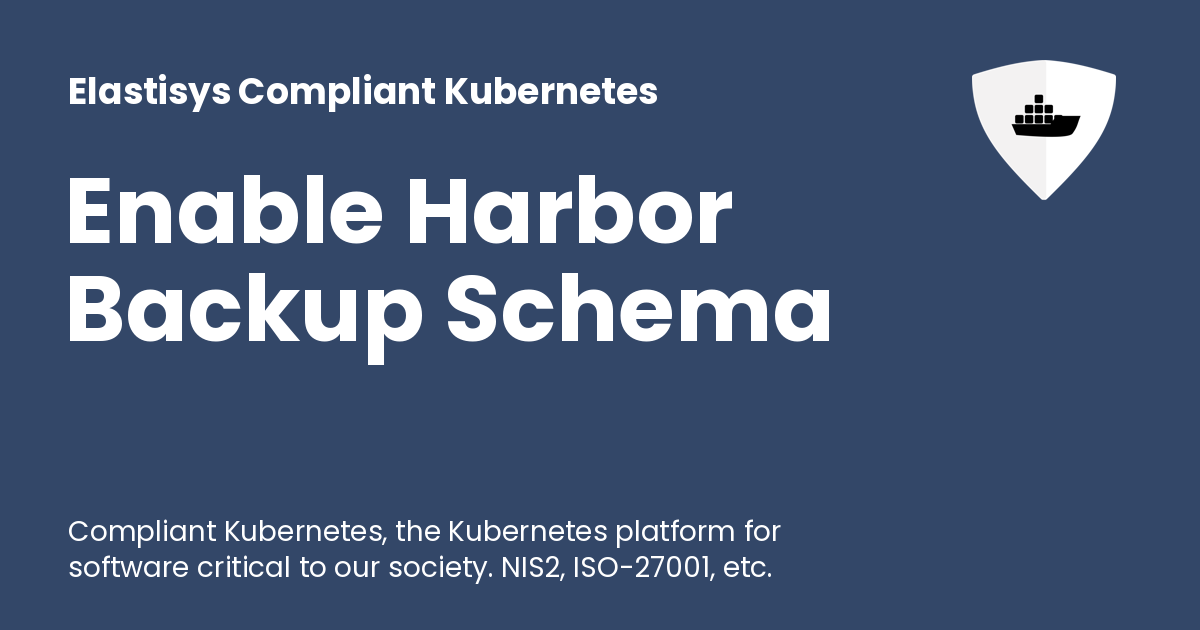 Elastisys Compliant Kubernetes
Enable Harbor
Backup Schema
Compliant Kubernetes, the Kubernetes platform for
software critical to our society. NIS2, ISO-27001, etc.